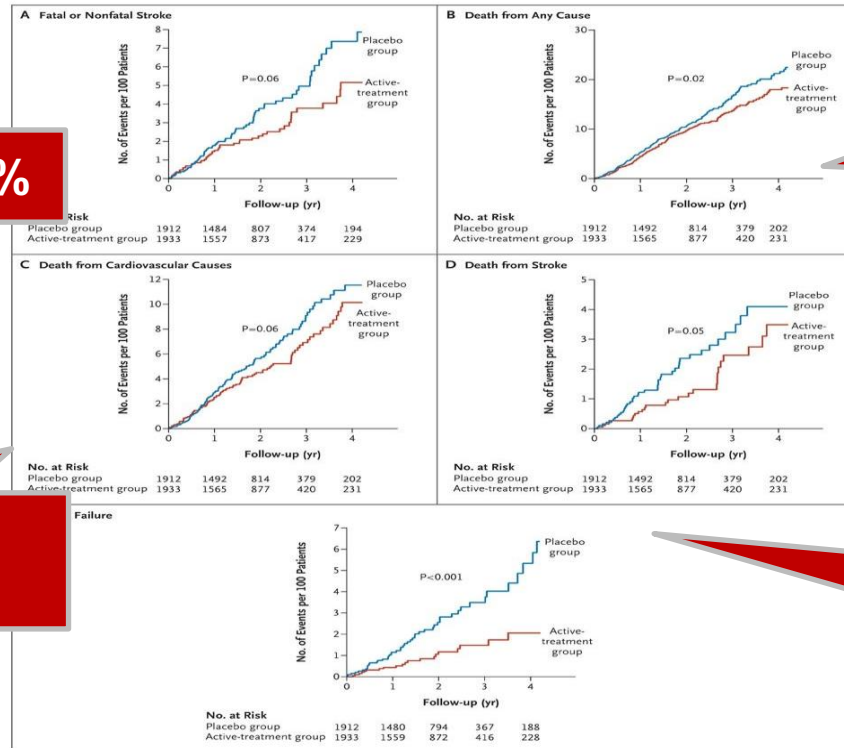 A Fatal or Nonfatal Stroke
No. of Events per 100 Patients
8
7
6
5
4
3
2
1
0
P=0.06
Placebo
group
Active-
treatment
group
0 1 2 3 4
Follow-up (yr)
Risk
Placebo group 1912 1484 807 374 194
Active-treatment group 1933 1557 873 417 229
B Death from Any Cause
No. of Events per 100 Patients
30
20
10
0
P=0.02
Placebo
group
Active-
treatment
group
0 1 2 3 4
Follow-up (yr)
No. at Risk
Placebo group 1912 1492 814 379 202
Active-treatment group 1933 1565 877 420 231
%
C Death from Cardiovascular Causes
No. of Events per 100 Patients
12
10
8
6
4
2
0
P=0.06
Placebo
group
Active-
treatment
group
0 1 2 3 4
Follow-up (yr)
No. at Risk
Placebo group 1912 1492 814 379 202
Active-treatment group 1933 1565 877 420 231
D Death from Stroke
No. of Events per 100 Patients
5
4
3
2
1
0
P=0.05
Placebo
group
Active-
treatment
group
0 1 2 3 4
Follow-up (yr)
No. at Risk
Placebo group 1912 1492 814 379 202
Active-treatment group 1933 1565 877 420 231
Failure
No. of Events per 100 Patients
7
6
5
4
3
2
1
0
P<0.001
Placebo
group
Active-
treatment
group
0 1 2 3 4
Follow-up (yr)
No. at Risk
Placebo group 1912 1480 794 367 188
Active-treatment group 1933 1559 872 416 228